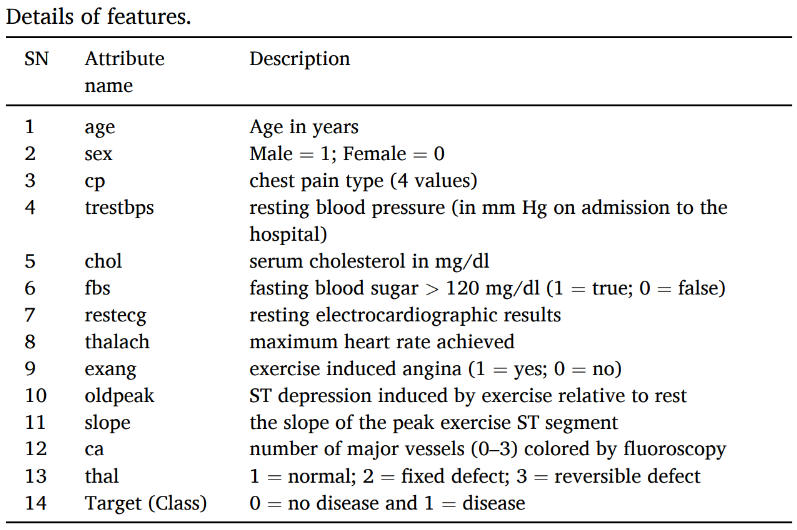 Details of features.
SN Attribute name Description
1 age Age in years
2 sex Male = 1; Female = 0
3 cp chest pain type (4 values)
4 trestbps resting blood pressure (in mm Hg on admission to the
hospital)
5 chol serum cholesterol in mg/dl
6 fbs fasting blood sugar > 120 mg/dl (1 = true; 0 = false)
7 restecg resting electrocardiographic results
8 thalach maximum heart rate achieved
9 exang exercise induced angina (1 = yes; 0 = no)
10 oldpeak ST depression induced by exercise relative to rest
11 slope the slope of the peak exercise ST segment
12 ca number of major vessels (0–3) colored by fluoroscopy
13 thal 1 = normal; 2 = fixed defect; 3 = reversible defect
14 Target (Class) 0 = no disease and 1 = disease